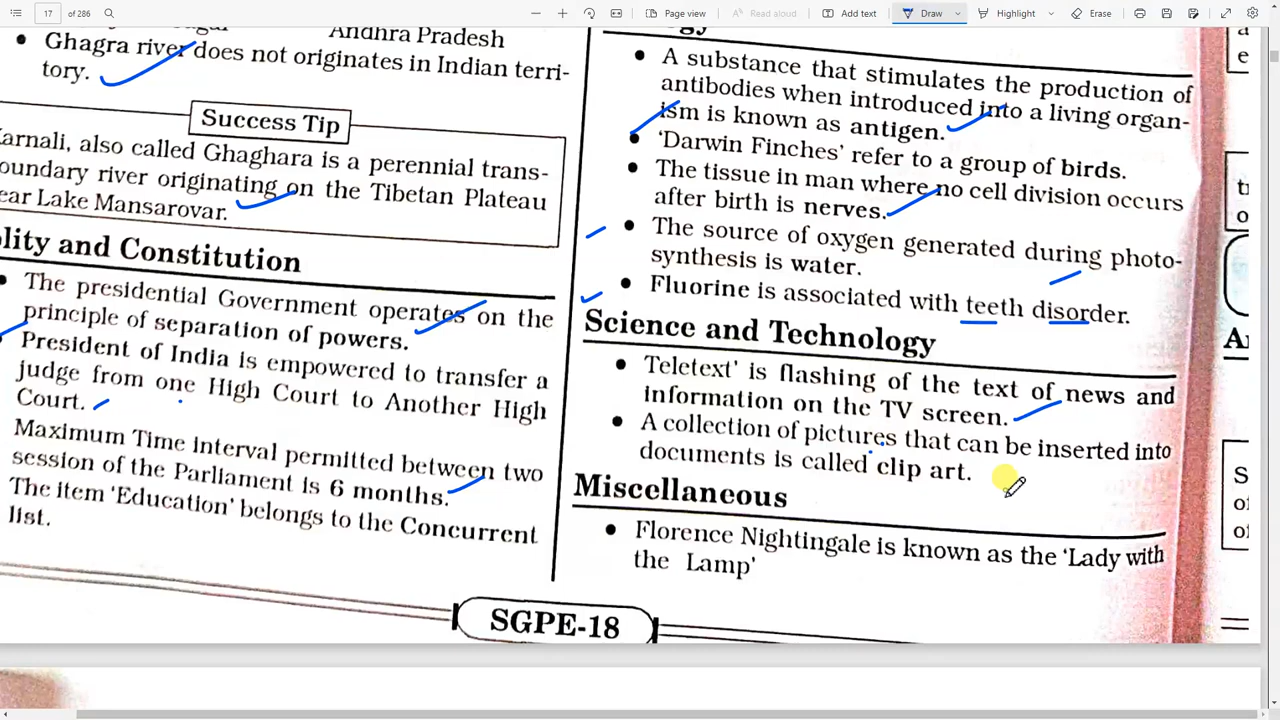 17
of 286
Page view
Read aloud
Add text
Draw
Highlight
Erase
Andhra Pradesh
• Ghagra river does not originates in Indian terri-
tory.
Success Tip
Karnali, also called Ghaghara is a perennial trans-
boundary river originating on the Tibetan Plateau
near Lake Mansarovar.
olity and Constitution
• The presidential Government operates on the
principle of separation of powers.
President of India is empowered to transfer a
judge from one High Court to Another High
Court.
Maximum Time interval permitted between two
session of the Parliament is 6 months.
The item ‘Education’ belongs to the Concurrent
list.
• A substance that stimulates the production of
antibodies when introduced into a living organ-
ism is known as antigen.
• ‘Darwin Finches’ refer to a group of birds.
• The tissue in man where no cell division occurs
after birth is nerves.
• The source of oxygen generated during photo-
synthesis is water.
• Fluorine is associated with teeth disorder.
Science and Technology
• Teletext’ is flashing of the text of news and
information on the TV screen.
• A collection of pictures that can be inserted into
documents is called clip art.
Miscellaneous
• Florence Nightingale is known as the ‘Lady with
the Lamp’
SGPE-18